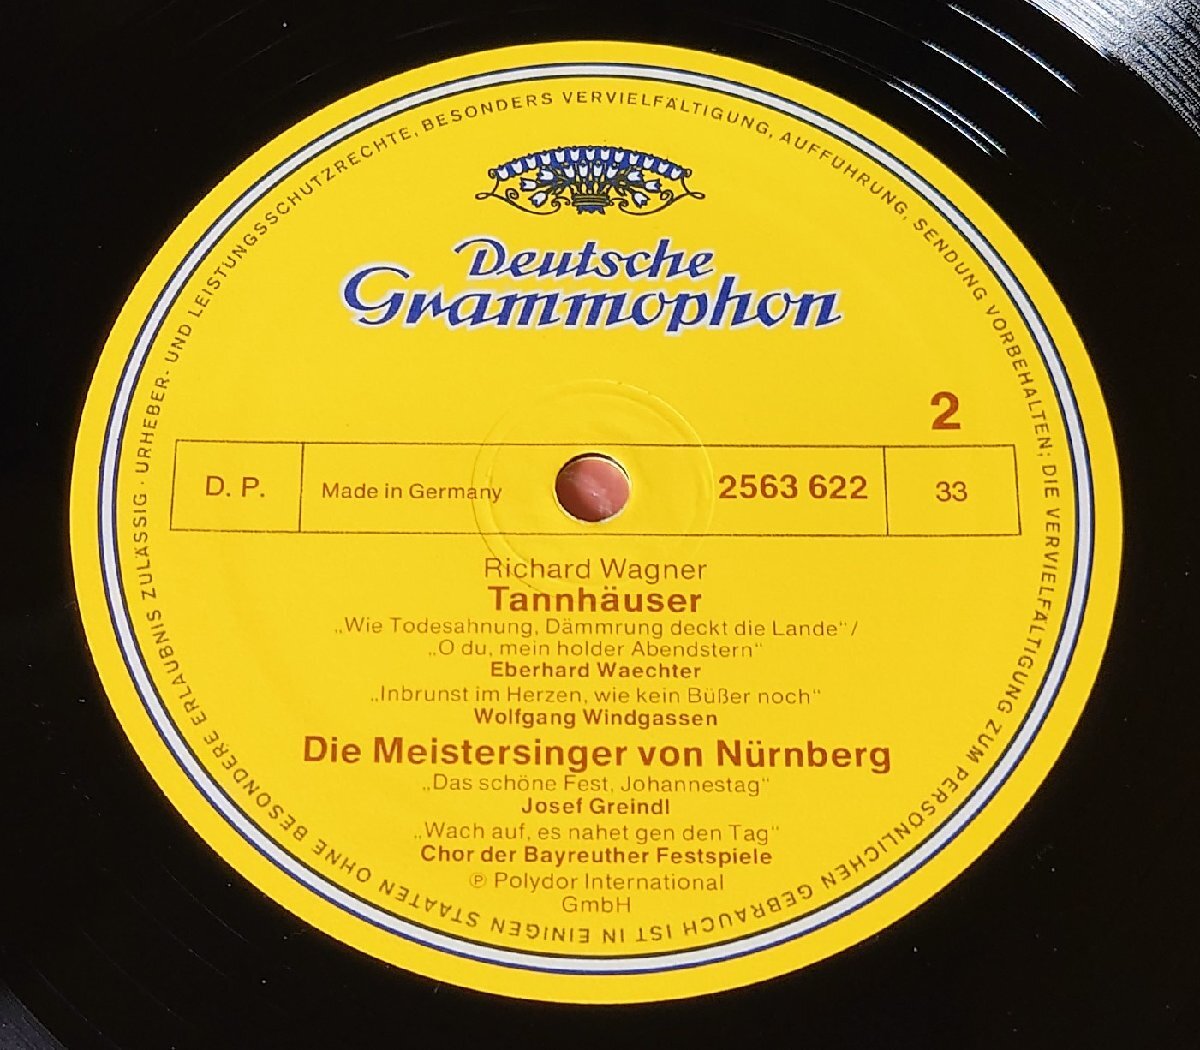 URHEBER- UND LEISTUNGSSCHUTZRECHTE, BESONDERS VERVIELFÄLTIGUNG, AUFFÜHRUNG, SENDUNG VORBEHALTEN; DIE VERVIELFÄLTIGUNG ZUM PERSÖNLICHEN GEBRAUCH IST IN EINIGEN STAATEN OHNE BESONDERE ERLAUBNIS ZULÄSSIG ·
Deutsche
Grammophon
2
D. P. Made in Germany 2563 622 33
Richard Wagner
Tannhäuser
„Wie Todesahnung, Dämmrung deckt die Lande“ /
„O du, mein holder Abendstern“
Eberhard Waechter
„Inbrunst im Herzen, wie kein Büßer noch“
Wolfgang Windgassen
Die Meistersinger von Nürnberg
„Das schöne Fest, Johannestag“
Josef Greindl
„Wach auf, es nahet gen den Tag“
Chor der Bayreuther Festspiele
℗ Polydor International
GmbH